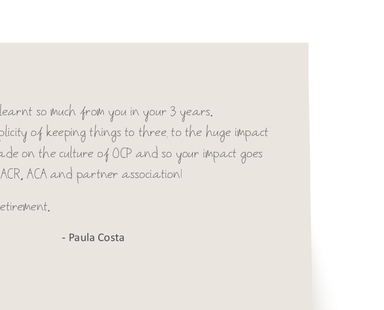 learnt so much from you in your 3 years.
plicity of keeping things to three to the huge impact
ade on the culture of OCP and so your impact goes
ACR, ACA and partner association!
etirement.
- Paula Costa